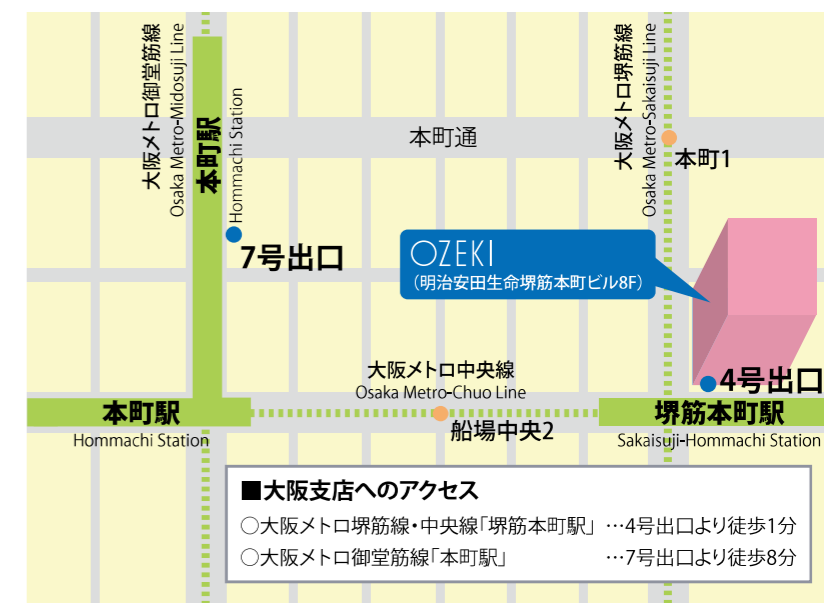 大阪メトロ御堂筋線
Osaka Metro-Midosuji Line
本町駅
Hommachi Station
大阪メトロ堺筋線
Osaka Metro-Sakaisuji Line
本町通
本町1
7号出口
OZEKI
（明治安田生命堺筋本町ビル8F）
大阪メトロ中央線
Osaka Metro-Chuo Line
4号出口
本町駅
Hommachi Station
船場中央2
堺筋本町駅
Sakaisuji-Hommachi Station
■大阪支店へのアクセス
○大阪メトロ堺筋線・中央線「堺筋本町駅」 …4号出口より徒歩1分
○大阪メトロ御堂筋線「本町駅」 …7号出口より徒歩8分